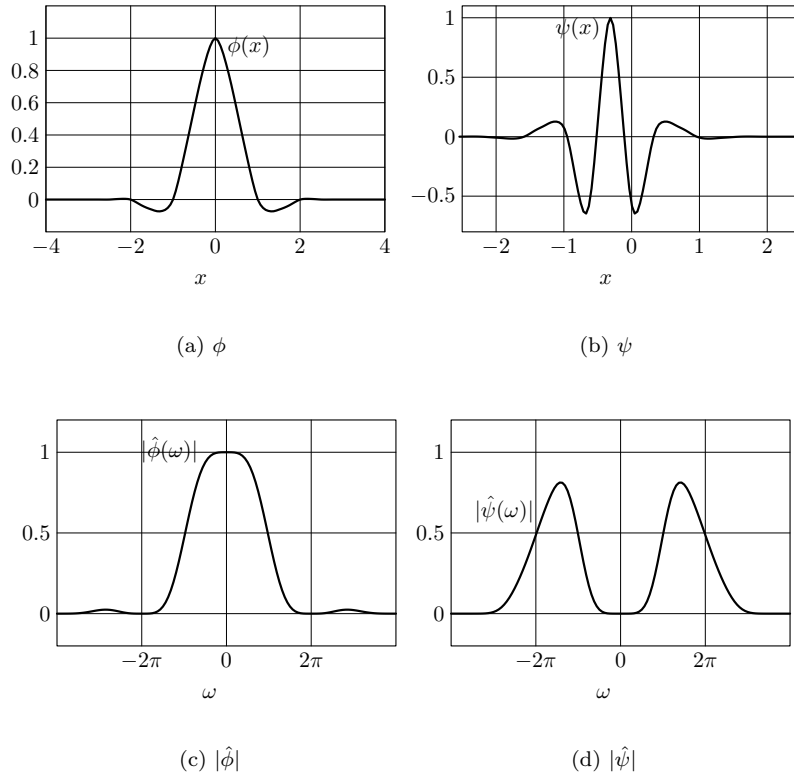 1
0.8
0.6
0.4
0.2
0
−4 −2 0 2 4
x
ϕ(x)
(a) ϕ
1
0.5
0
−0.5
−2 −1 0 1 2
x
ψ(x)
(b) ψ
1
0.5
0
−2π 0 2π
ω
|ϕ̂(ω)|
(c) |ϕ̂|
1
0.5
0
−2π 0 2π
ω
|ψ̂(ω)|
(d) |ψ̂|